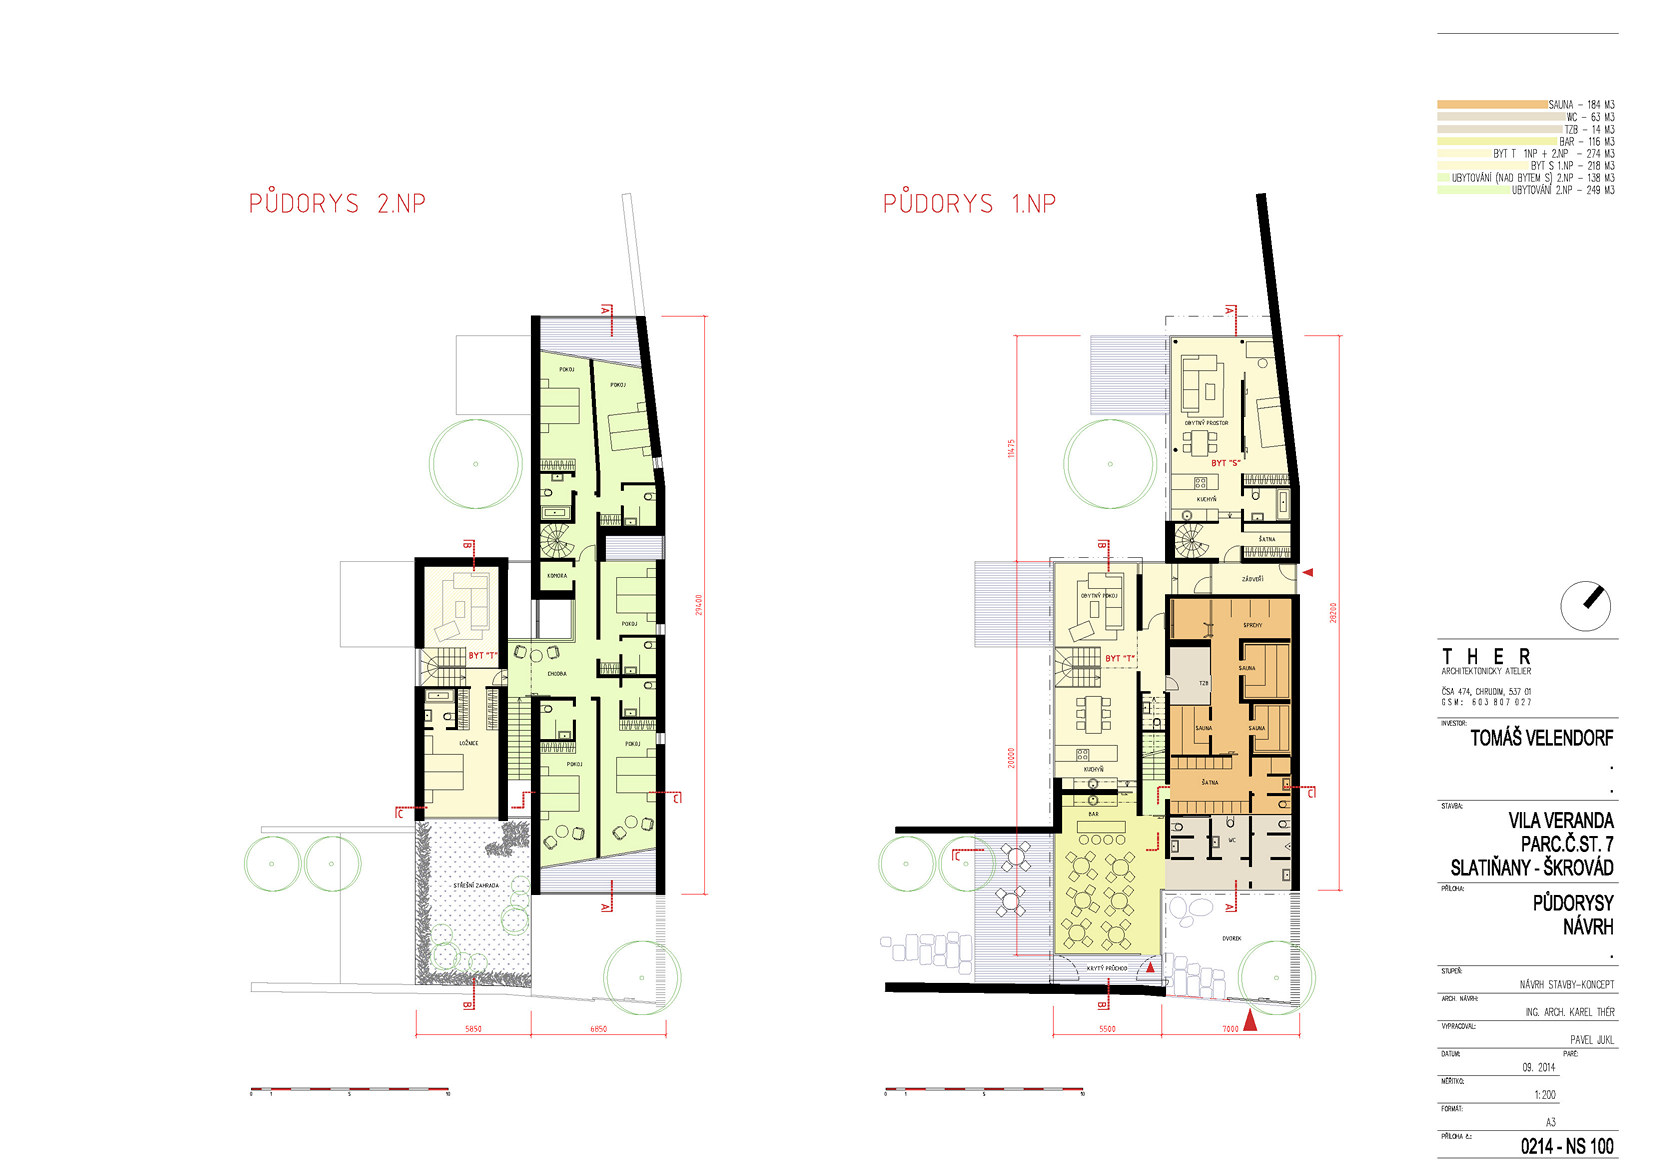 PŮDORYS 2.NP
POKOJ
POKOJ
KOMORA
POKOJ
BYT "T"
CHODBA
LOŽNICE
POKOJ
POKOJ
STŘEŠNÍ ZAHRADA
A
A
B
B
C
C
29400
5850
6850
0 1 5 10
PŮDORYS 1.NP
OBYTNÝ PROSTOR
BYT "S"
KUCHYŇ
ŠATNA
ZÁDVEŘÍ
OBYTNÝ POKOJ
SPRCHY
BYT "T"
SAUNA
TZB
SAUNA
SAUNA
KUCHYŇ
ŠATNA
BAR
WC
DVOREK
KRYTÝ PRŮCHOD
A
A
B
B
C
C
11475
20000
28200
5500
7000
0 1 5 10
SAUNA - 184 M3
WC - 63 M3
TZB - 14 M3
BAR - 116 M3
BYT T 1NP + 2.NP - 274 M3
BYT S 1.NP - 218 M3
UBYTOVÁNÍ (NAD BYTEM S) 2.NP - 138 M3
UBYTOVÁNÍ 2.NP - 249 M3
THER
ARCHITEKTONICKÝ ATELIER
ČSA 474, CHRUDIM, 537 01
GSM: 603 807 027
INVESTOR:
TOMÁŠ VELENDORF
.
.
STAVBA:
VILA VERANDA
PARC.Č.ST. 7
SLATIŇANY - ŠKROVÁD
PŘÍLOHA:
PŮDORYSY
NÁVRH
.
STUPEŇ:
NÁVRH STAVBY-KONCEPT
ARCH. NÁVRH:
ING. ARCH. KAREL THÉR
VYPRACOVAL:
PAVEL JUKL
DATUM: PARÉ:
09. 2014
MĚŘÍTKO:
1:200
FORMÁT:
A3
PŘÍLOHA č.:
0214 - NS 100